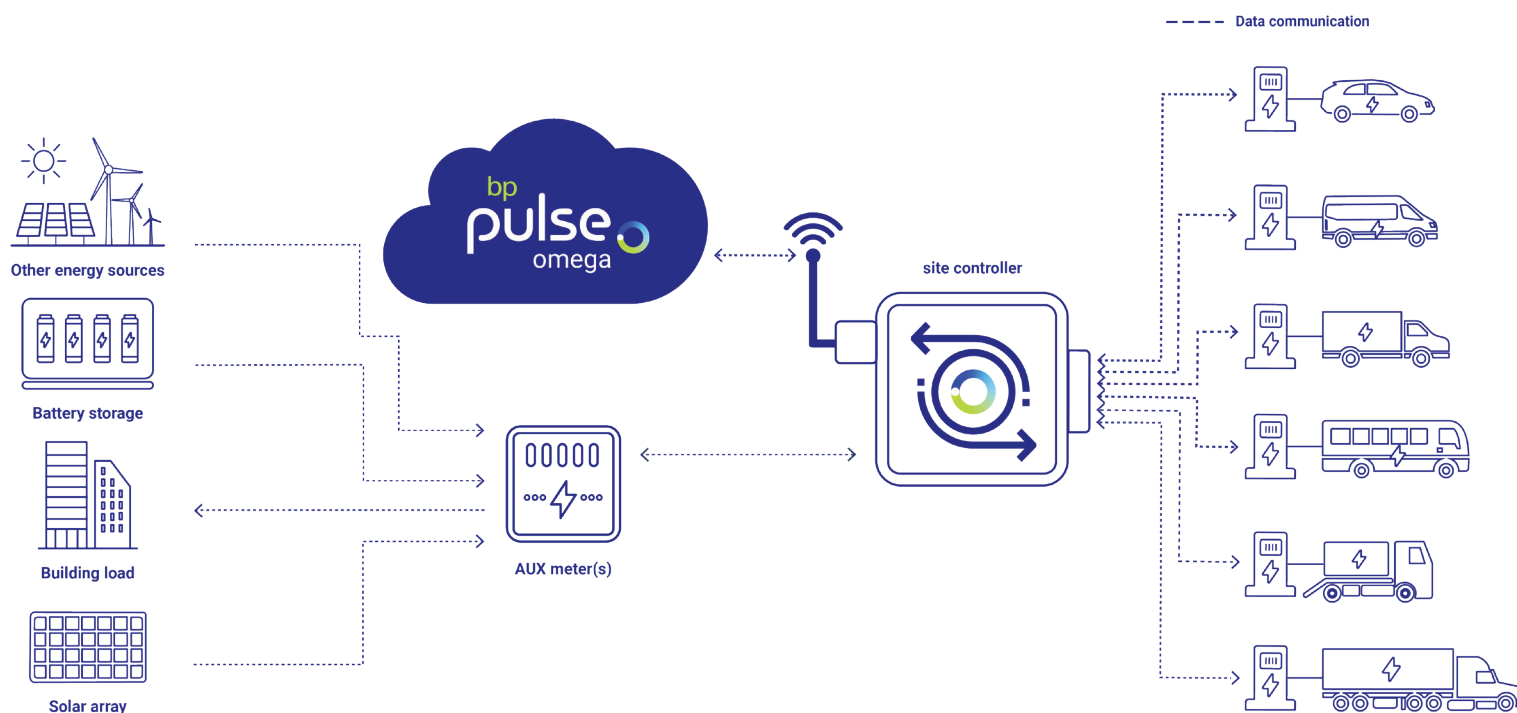 Data communication
bp
pulse
omega
Other energy sources
site controller
Battery storage
AUX meter(s)
Building load
Solar array